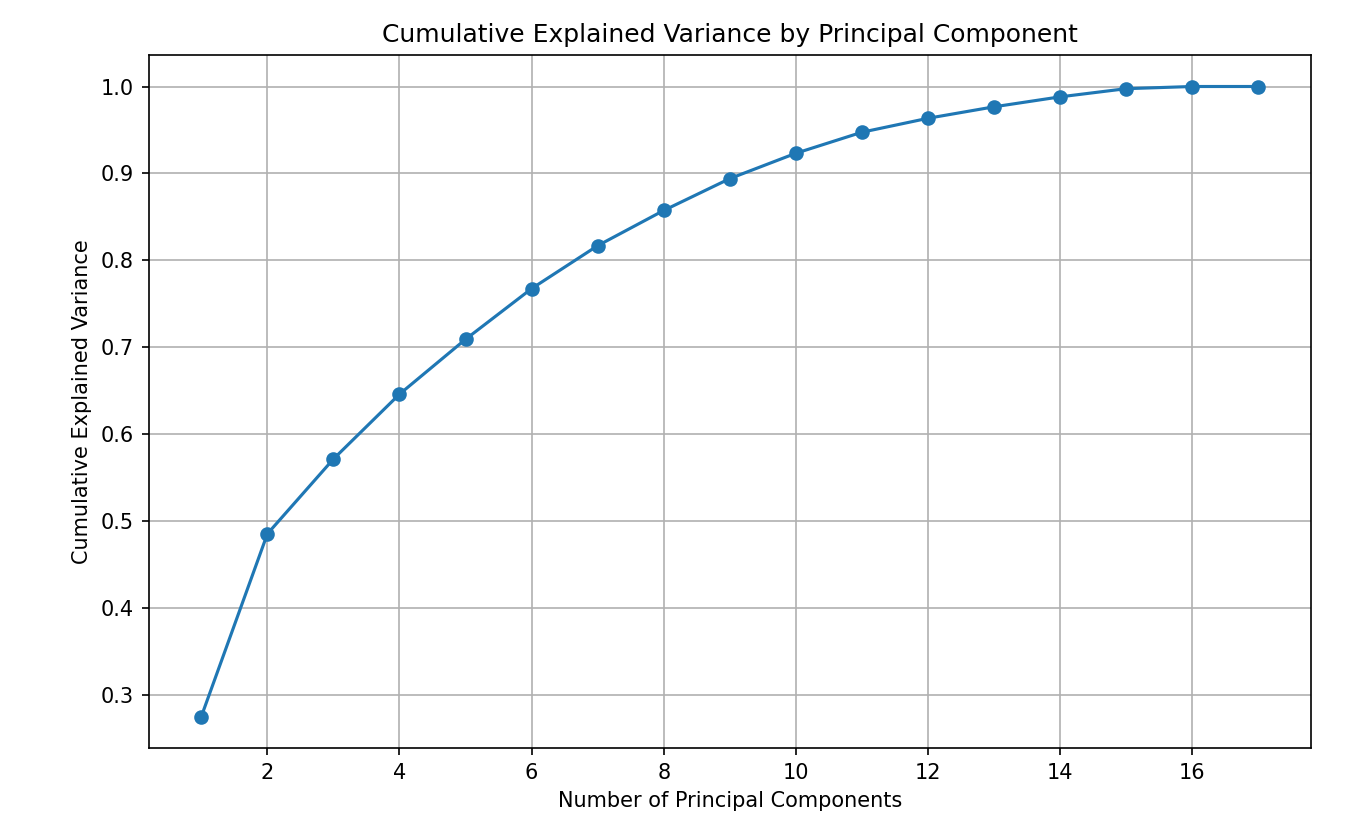 Cumulative Explained Variance by Principal Component
Cumulative Explained Variance
1.0
0.9
0.8
0.7
0.6
0.5
0.4
0.3
2 4 6 8 10 12 14 16
Number of Principal Components